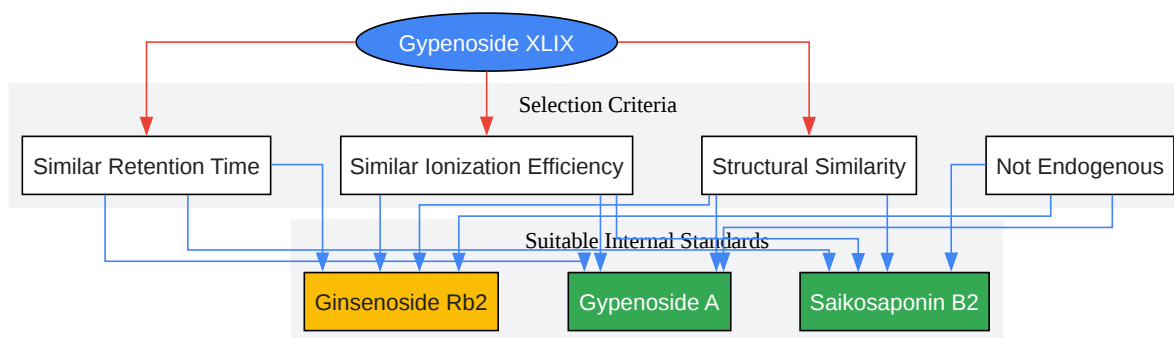 Gypenoside XLIX
Selection Criteria
Similar Retention Time
Similar Ionization Efficiency
Structural Similarity
Not Endogenous
Suitable Internal Standards
Ginsenoside Rb2
Gypenoside A
Saikosaponin B2